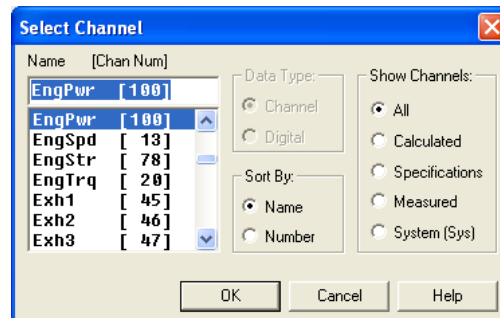 Select Channel
Name [Chan Num]
EngPwr [100]
EngPwr [100]
EngSpd [ 13]
EngStr [ 78]
EngTrq [ 20]
Exh1 [ 45]
Exh2 [ 46]
Exh3 [ 47]
Data Type:
Channel
Digital
Sort By:
Name
Number
Show Channels:
All
Calculated
Specifications
Measured
System (Sys)
OK
Cancel
Help